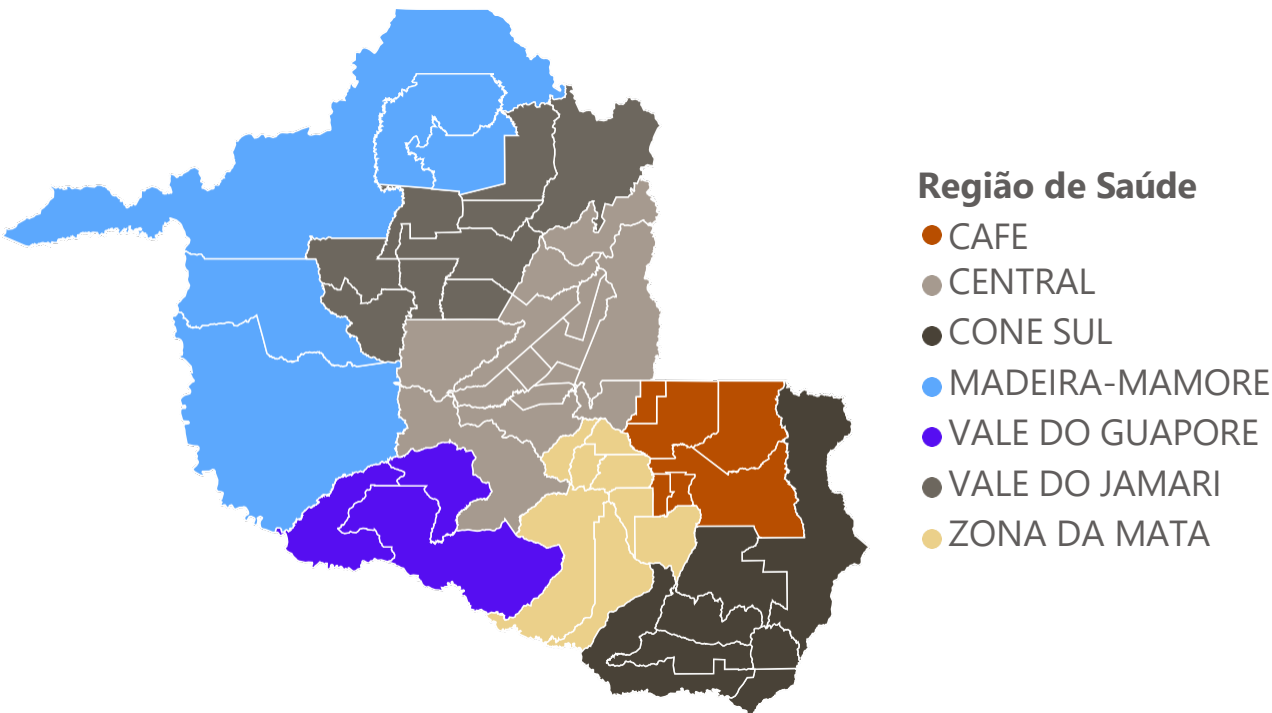 Região de Saúde
CAFE
CENTRAL
CONE SUL
MADEIRA-MAMORE
VALE DO GUAPORE
VALE DO JAMARI
ZONA DA MATA